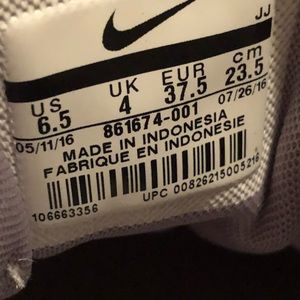 JJ
US UK EUR cm
6.5 4 37.5 23.5
05/11/16 861674-001 07/26/16
MADE IN INDONESIA
FABRIQUE EN INDONESIE
106663356 UPC 00826215005216